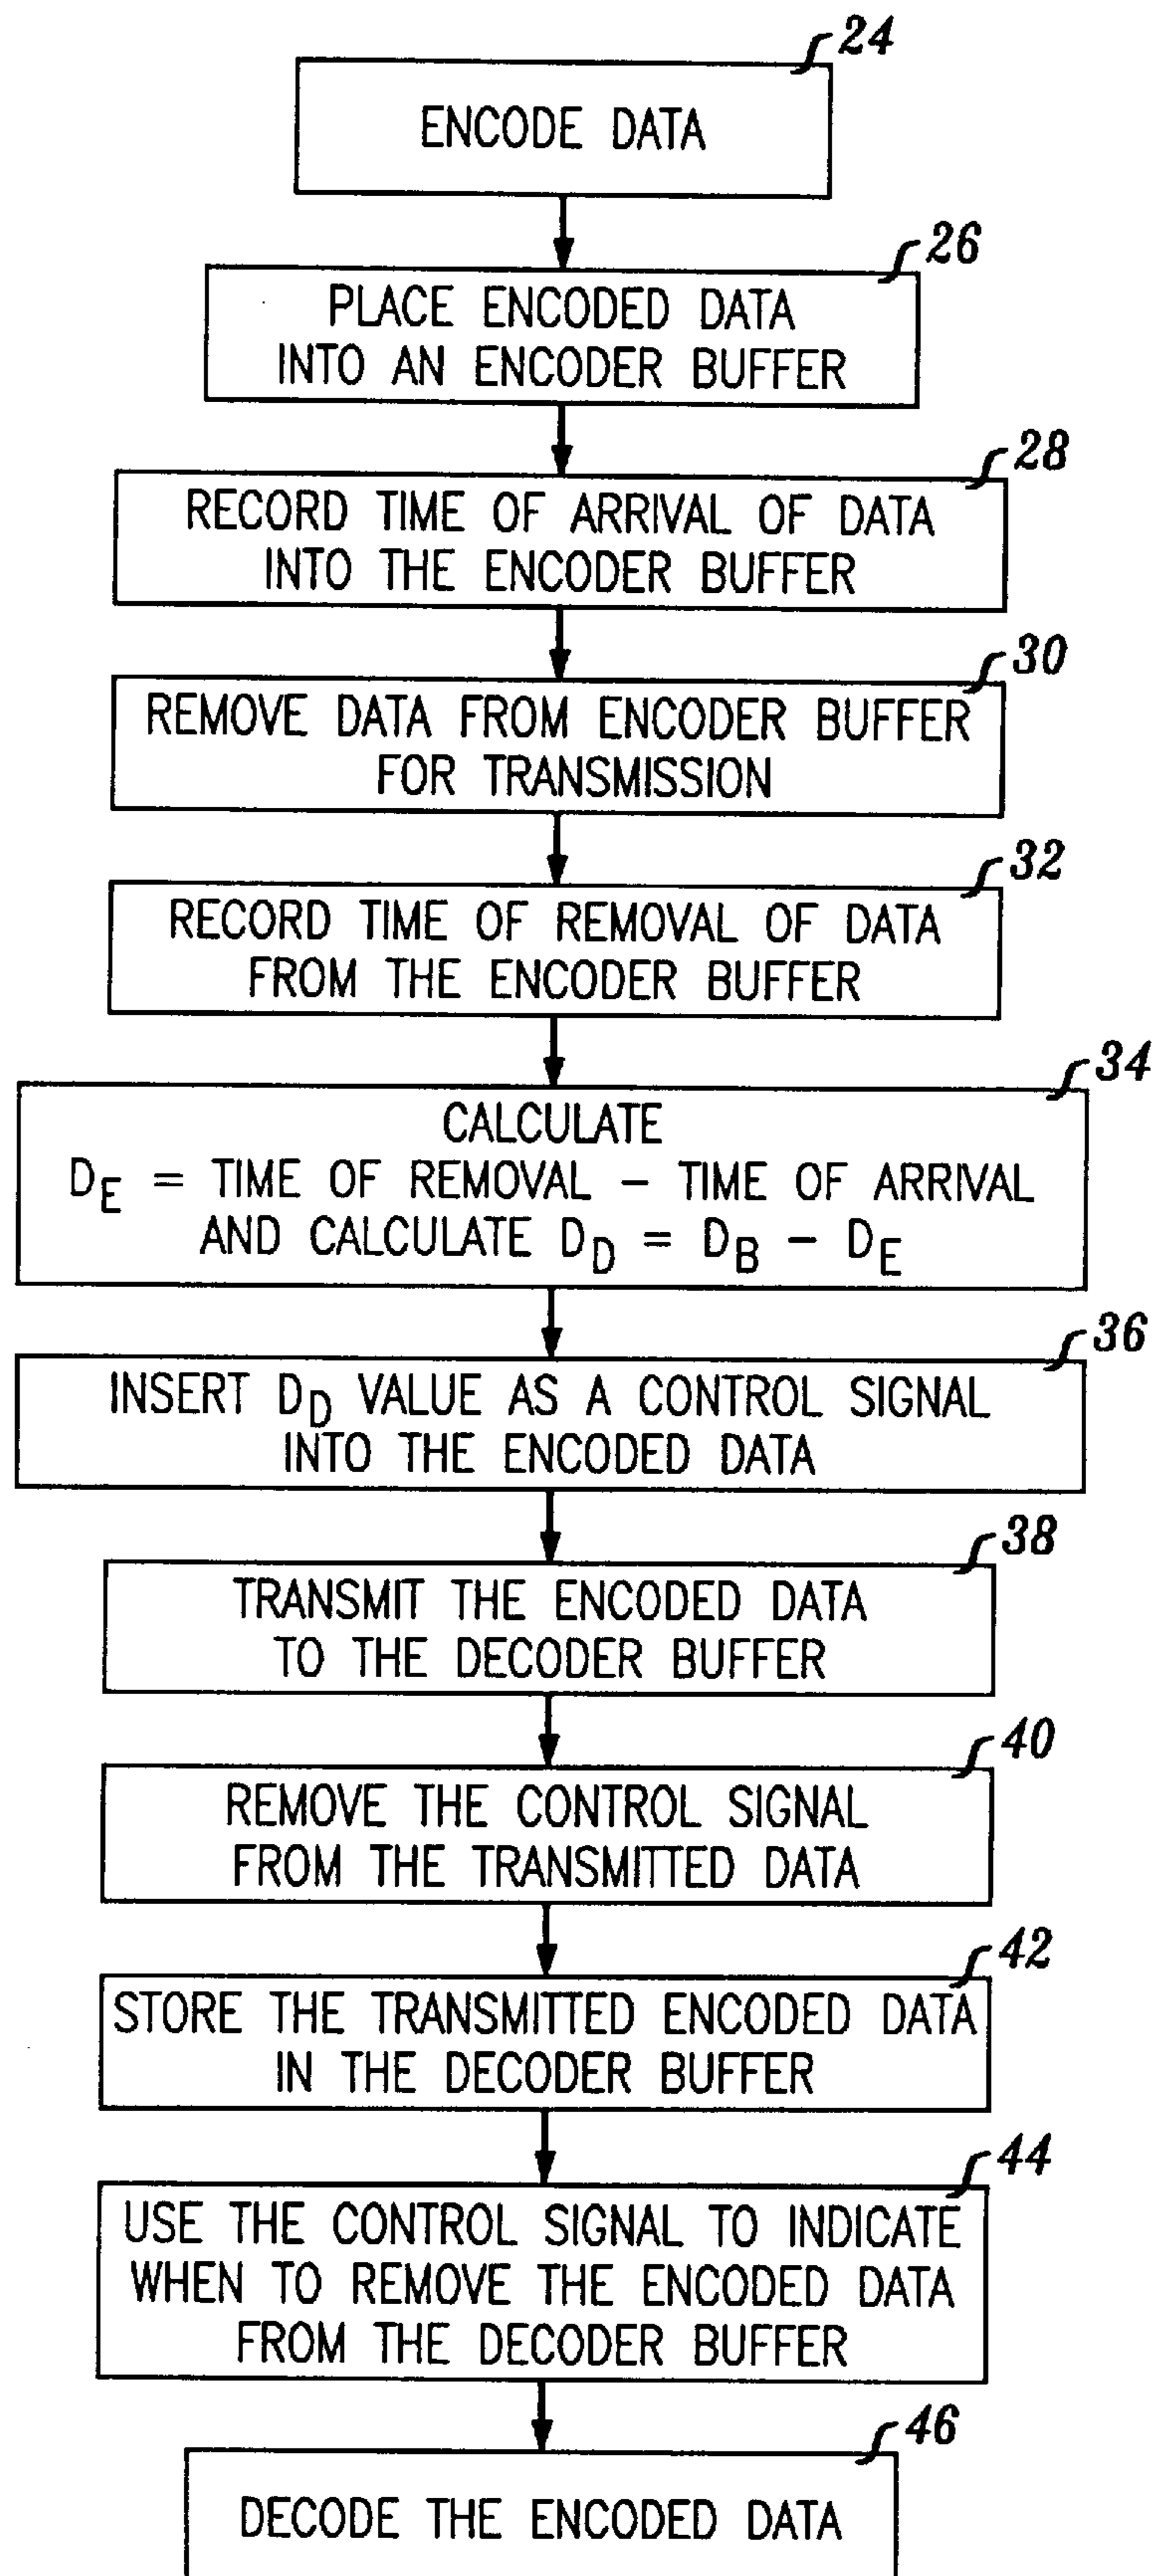 24
ENCODE DATA
26
PLACE ENCODED DATA
INTO AN ENCODER BUFFER
28
RECORD TIME OF ARRIVAL OF DATA
INTO THE ENCODER BUFFER
30
REMOVE DATA FROM ENCODER BUFFER
FOR TRANSMISSION
32
RECORD TIME OF REMOVAL OF DATA
FROM THE ENCODER BUFFER
34
CALCULATE
D_E = TIME OF REMOVAL – TIME OF ARRIVAL
AND CALCULATE D_D = D_B – D_E
36
INSERT D_D VALUE AS A CONTROL SIGNAL
INTO THE ENCODED DATA
38
TRANSMIT THE ENCODED DATA
TO THE DECODER BUFFER
40
REMOVE THE CONTROL SIGNAL
FROM THE TRANSMITTED DATA
42
STORE THE TRANSMITTED ENCODED DATA
IN THE DECODER BUFFER
44
USE THE CONTROL SIGNAL TO INDICATE
WHEN TO REMOVE THE ENCODED DATA
FROM THE DECODER BUFFER
46
DECODE THE ENCODED DATA